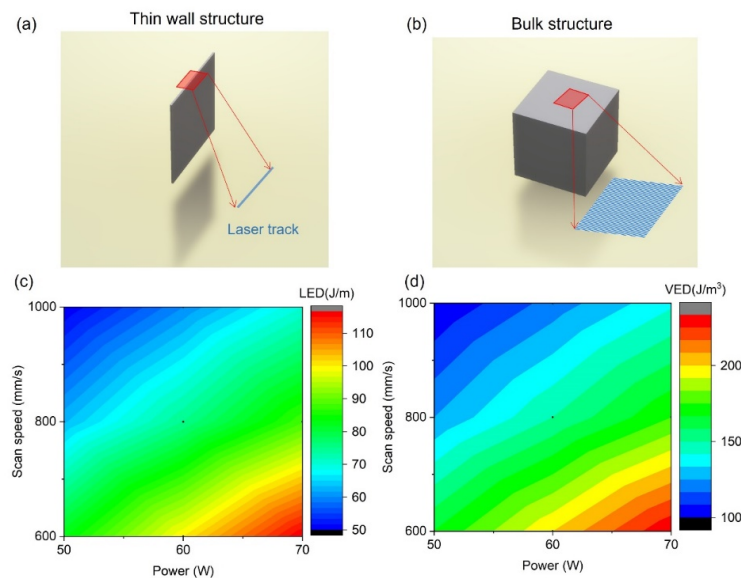 (a)
Thin wall structure
Laser track
(b)
Bulk structure
(c)
LED(J/m)
1000
800
600
Scan speed (mm/s)
50
60
70
Power (W)
110
100
90
80
70
60
50
(d)
VED(J/m³)
1000
800
600
Scan speed (mm/s)
50
60
70
Power (W)
200
150
100